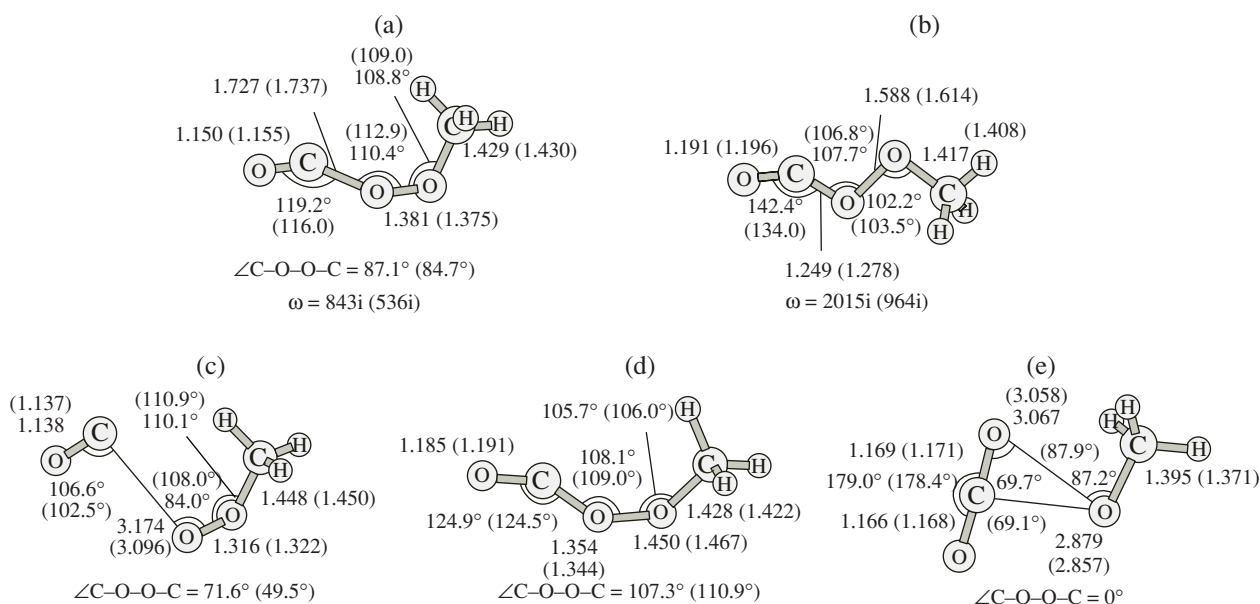 (a)
(109.0)
108.8°
1.727 (1.737)
H
H
C
H
1.150 (1.155)
(112.9)
110.4°
1.429 (1.430)
O
C
O
O
119.2°
(116.0)
1.381 (1.375)
∠C–O–O–C = 87.1° (84.7°)
ω = 843i (536i)
(b)
1.588 (1.614)
(106.8°)
107.7°
(1.408)
1.191 (1.196)
O
1.417
H
O
C
C
H
O
H
142.4°
(134.0)
102.2°
(103.5°)
1.249 (1.278)
ω = 2015i (964i)
(c)
(1.137)
1.138
(110.9°)
110.1°
H
C
H
C
H
O
106.6°
(102.5°)
(108.0°)
84.0°
1.448 (1.450)
O
O
3.174
(3.096)
1.316 (1.322)
∠C–O–O–C = 71.6° (49.5°)
(d)
105.7° (106.0°)
H
1.185 (1.191)
108.1°
(109.0°)
C
H
H
O
C
O
O
124.9° (124.5°)
1.428 (1.422)
1.354
(1.344)
1.450 (1.467)
∠C–O–O–C = 107.3° (110.9°)
(e)
(3.058)
3.067
H
H
O
C
H
1.169 (1.171)
(87.9°)
179.0° (178.4°)
69.7°
87.2°
1.395 (1.371)
C
O
1.166 (1.168)
(69.1°)
O
2.879
(2.857)
∠C–O–O–C = 0°